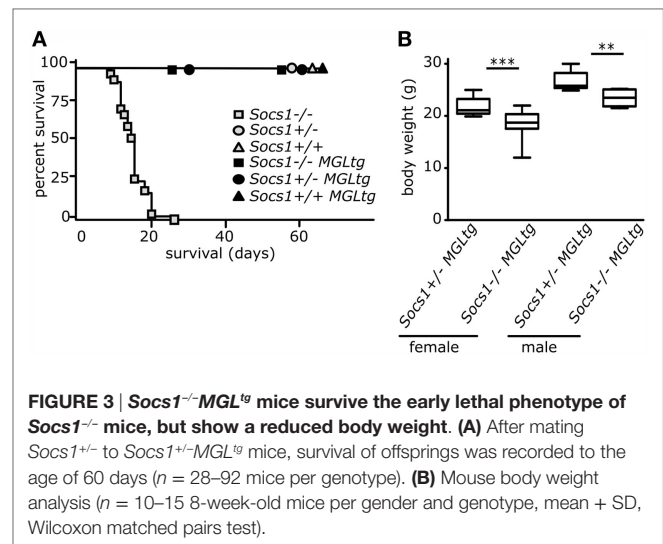 A
100
75
50
25
0
percent survival
Socs1-/-
Socs1+/-
Socs1+/+
Socs1-/- MGLtg
Socs1+/- MGLtg
Socs1+/+ MGLtg
0 20 40 60
survival (days)
B
30
20
10
0
body weight (g)
*** **
Socs1+/- MGLtg
Socs1-/- MGLtg
Socs1+/- MGLtg
Socs1-/- MGLtg
female male
FIGURE 3 | Socs1−/−MGLtg mice survive the early lethal phenotype of
Socs1−/− mice, but show a reduced body weight. (A) After mating
Socs1+/− to Socs1+/−MGLtg mice, survival of offsprings was recorded to the
age of 60 days (n = 28–92 mice per genotype). (B) Mouse body weight
analysis (n = 10–15 8-week-old mice per gender and genotype, mean + SD,
Wilcoxon matched pairs test).